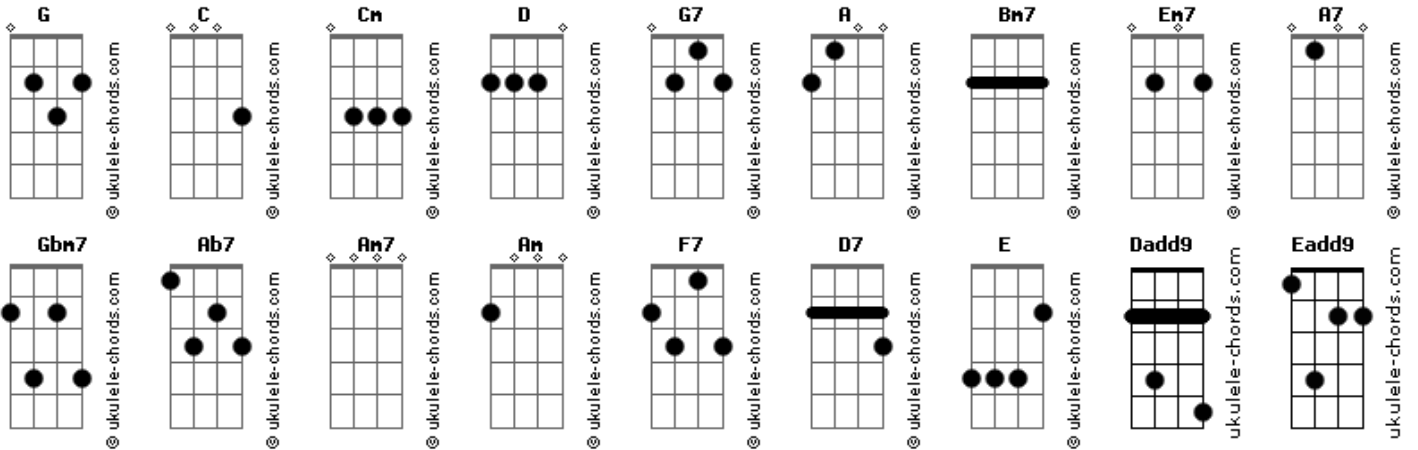 G C Cm D G7 A Bm7 Em7 A7
© ukulele-chords.com © ukulele-chords.com © ukulele-chords.com © ukulele-chords.com © ukulele-chords.com © ukulele-chords.com © ukulele-chords.com © ukulele-chords.com © ukulele-chords.com
Gbm7 Ab7 Am7 Am F7 D7 E Dadd9 Eadd9
© ukulele-chords.com © ukulele-chords.com © ukulele-chords.com © ukulele-chords.com © ukulele-chords.com © ukulele-chords.com © ukulele-chords.com ukulele-chords.com ukulele-chords.com